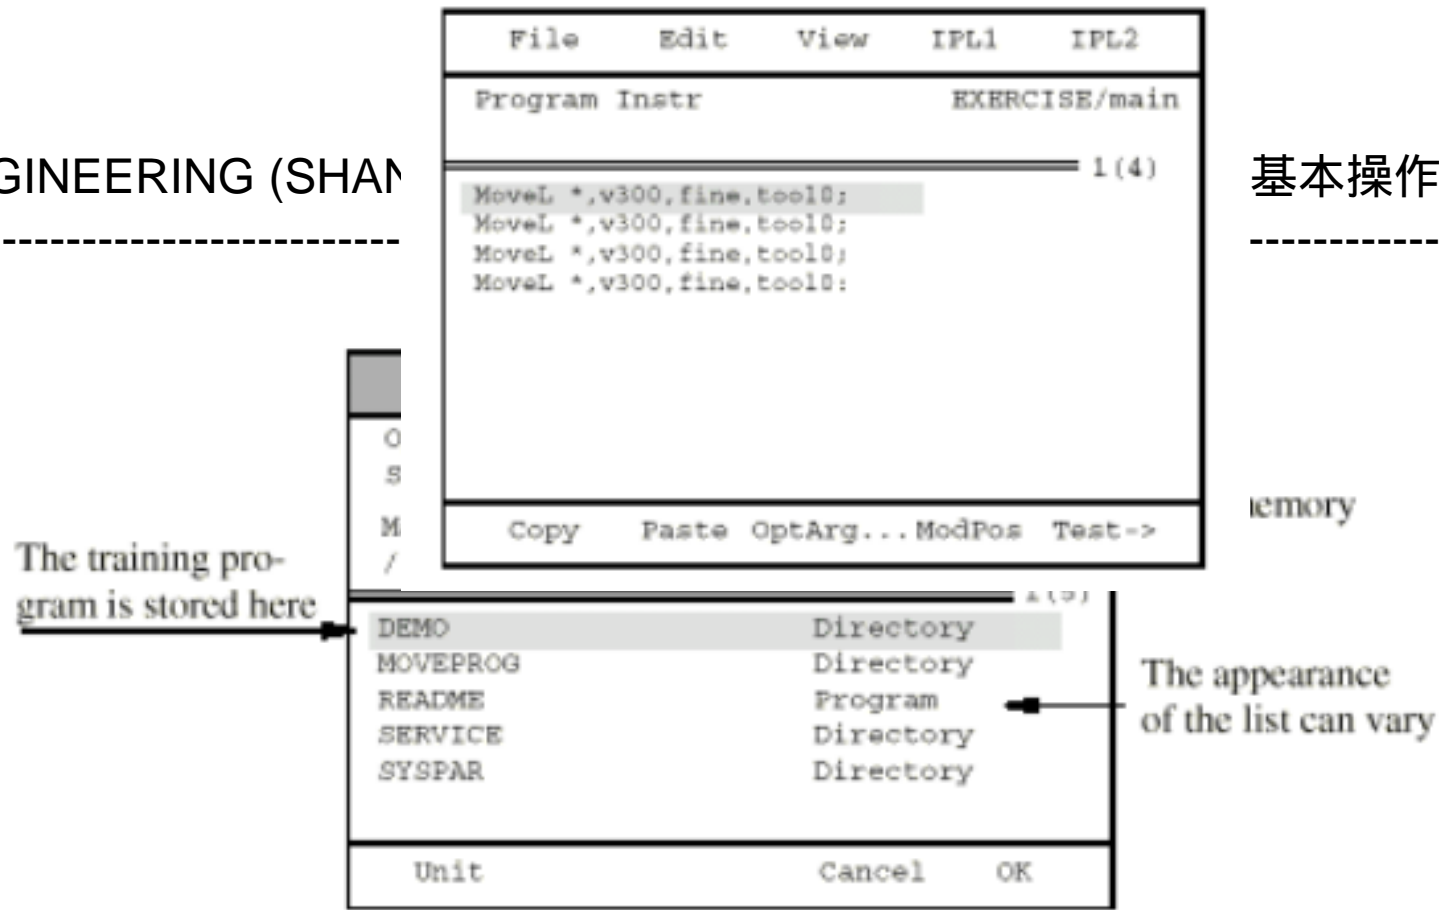 File Edit View IPL1 IPL2
Program Instr EXERCISE/main
GINEERING (SHAN 基本操作
1(4)
MoveL *,v300,fine,tool0;
MoveL *,v300,fine,tool0;
MoveL *,v300,fine,tool0;
MoveL *,v300,fine,tool0:
O
S
M
/
emory
Copy Paste OptArg... ModPos Test->
The training pro-
gram is stored here
1(5)
DEMO Directory
MOVEPROG Directory
README Program
SERVICE Directory
SYSPAR Directory
The appearance
of the list can vary
Unit Cancel OK